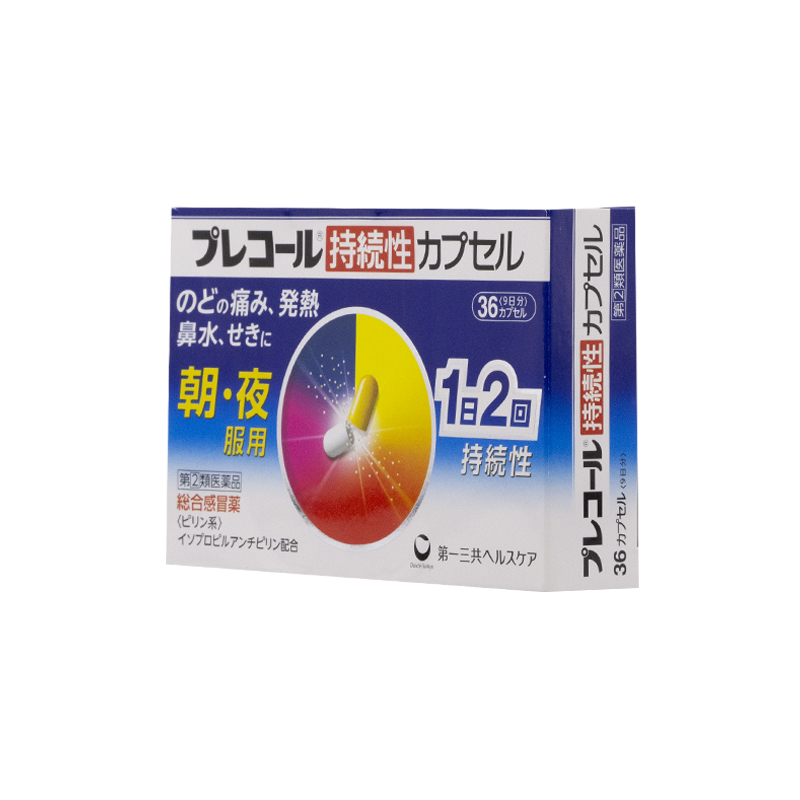 プレコール®持続性カプセル
のどの痛み、発熱
鼻水、せきに
36カプセル〈9日分〉
朝・夜
服用
1日2回
持続性
第②類医薬品
総合感冒薬
〈ピリン系〉
イソプロピルアンチピリン配合
Daiichi-Sankyo
第一三共ヘルスケア
プレコール®持続性カプセル
第②類医薬品
36カプセル〈9日分〉